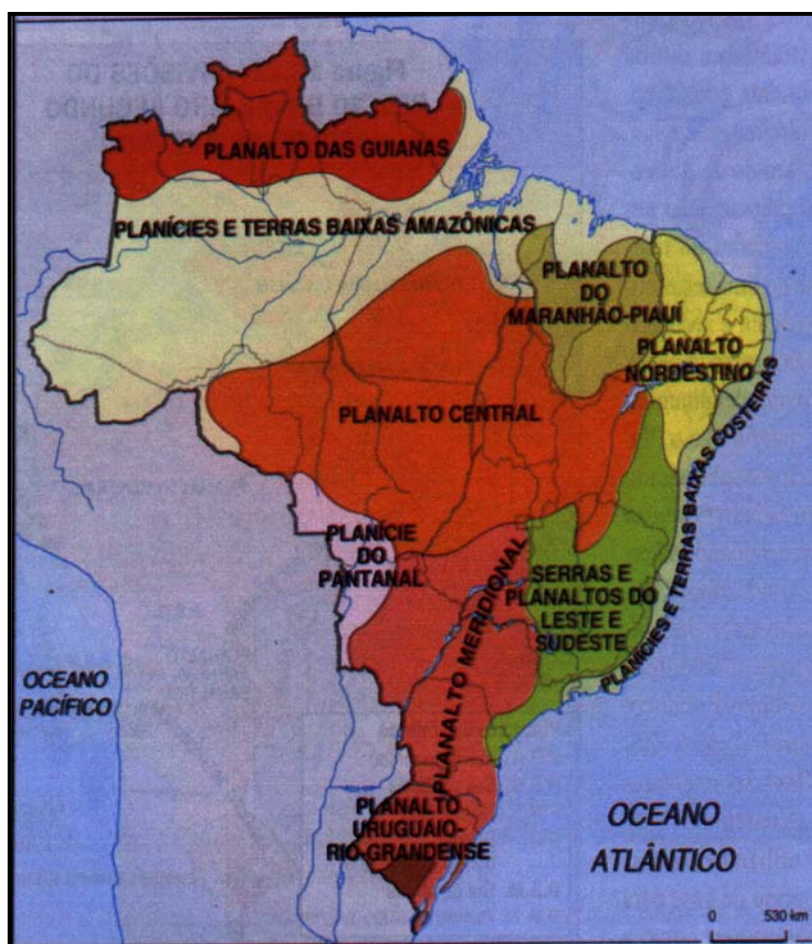 PLANALTO DAS GUIANAS
PLANÍCIES E TERRAS BAIXAS AMAZÔNICAS
PLANALTO
DO
MARANHÃO-PIAUÍ
PLANALTO
NORDESTINO
PLANALTO CENTRAL
PLANÍCIES E TERRAS BAIXAS COSTEIRAS
PLANÍCIE
DO
PANTANAL
PLANALTO MERIDIONAL
SERRAS E
PLANALTOS DO
LESTE E
SUDESTE
OCEANO
PACÍFICO
PLANALTO
URUGUAIO-
RIO-GRANDENSE
OCEANO
ATLÂNTICO
0 530 km